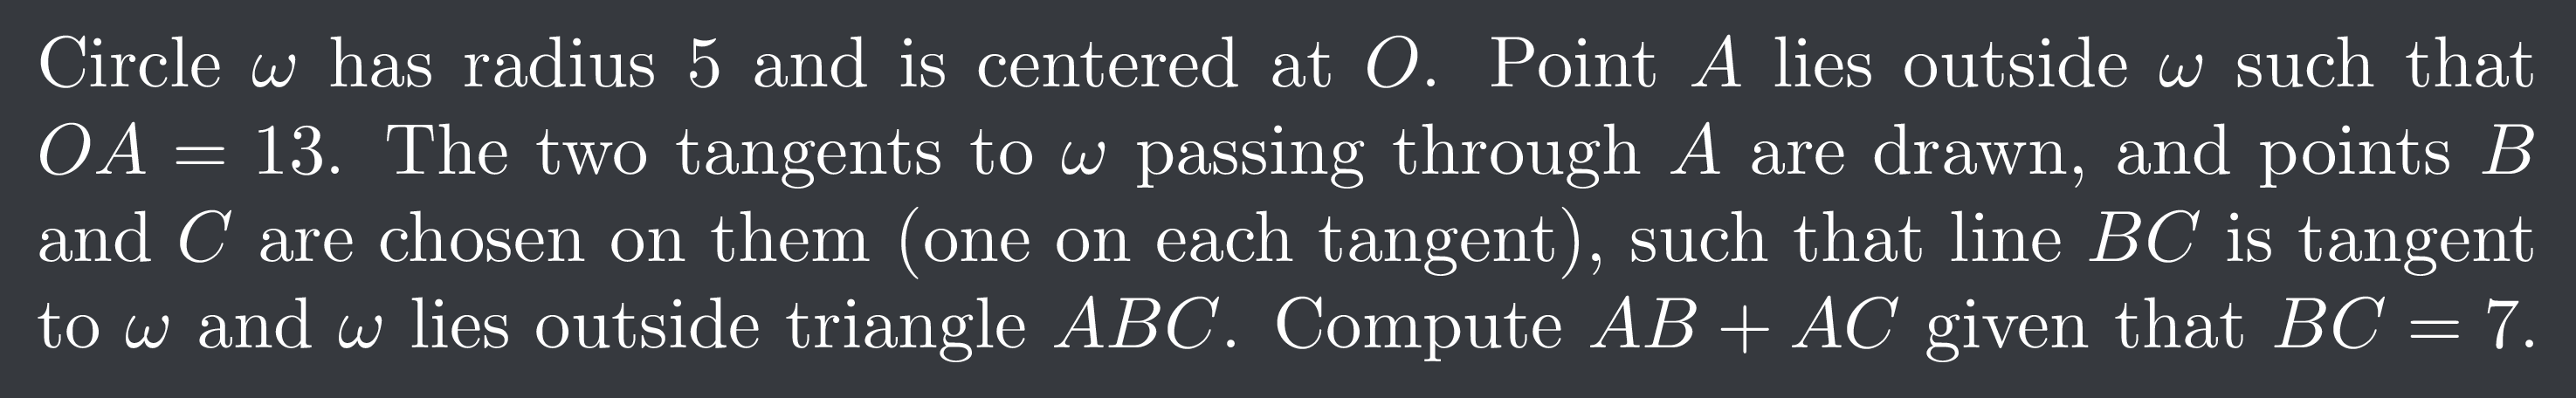 Circle ω has radius 5 and is centered at O. Point A lies outside ω such that
OA = 13. The two tangents to ω passing through A are drawn, and points B
and C are chosen on them (one on each tangent), such that line BC is tangent
to ω and ω lies outside triangle ABC. Compute AB + AC given that BC = 7.